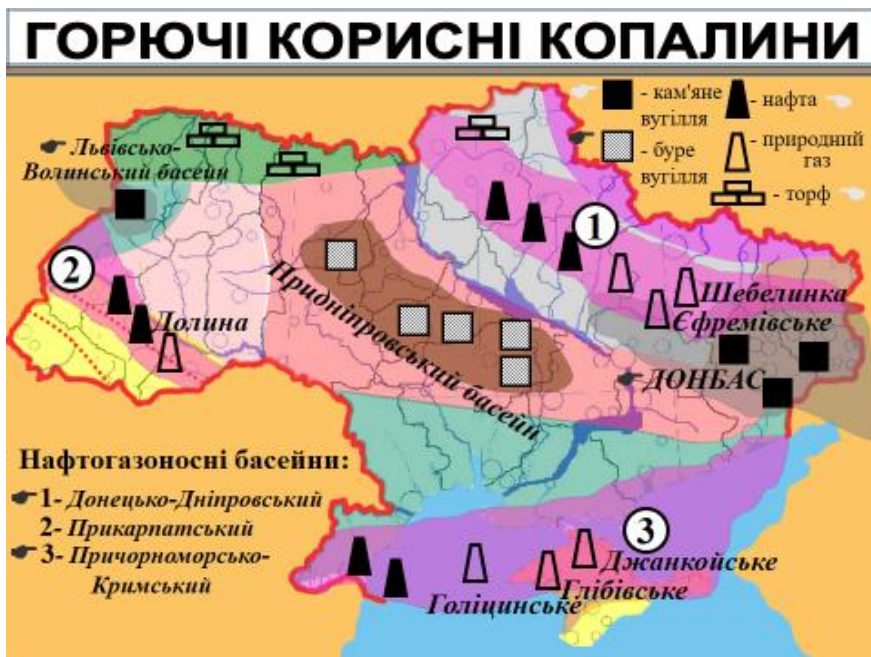 ГОРЮЧІ КОРИСНІ КОПАЛИНИ
- кам'яне
вугілля
- нафта
- буре
вугілля
- природний
газ
- торф
Львівсько-
Волинський басейн
1
2
Шебелинка
Єфремівське
Долина
Придніпровський басейн
ДОНБАС
Нафтогазоносні басейни:
1- Донецько-Дніпровський
2- Прикарпатський
3- Причорноморсько-
Кримський
3
Джанкойське
Глібівське
Голіцинське